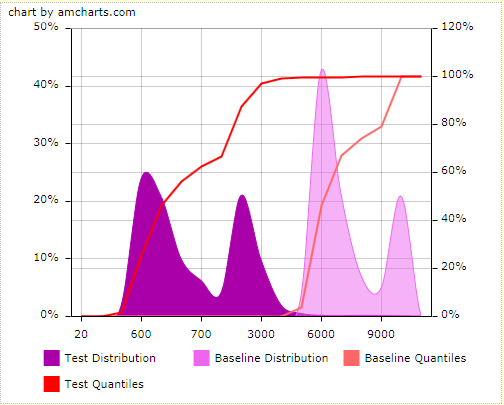 chart by amcharts.com
50% 120%
40% 100%
80%
30% 60%
20% 40%
10% 20%
0% 0%
20 600 700 3000 6000 9000
Test Distribution Baseline Distribution Baseline Quantiles
Test Quantiles